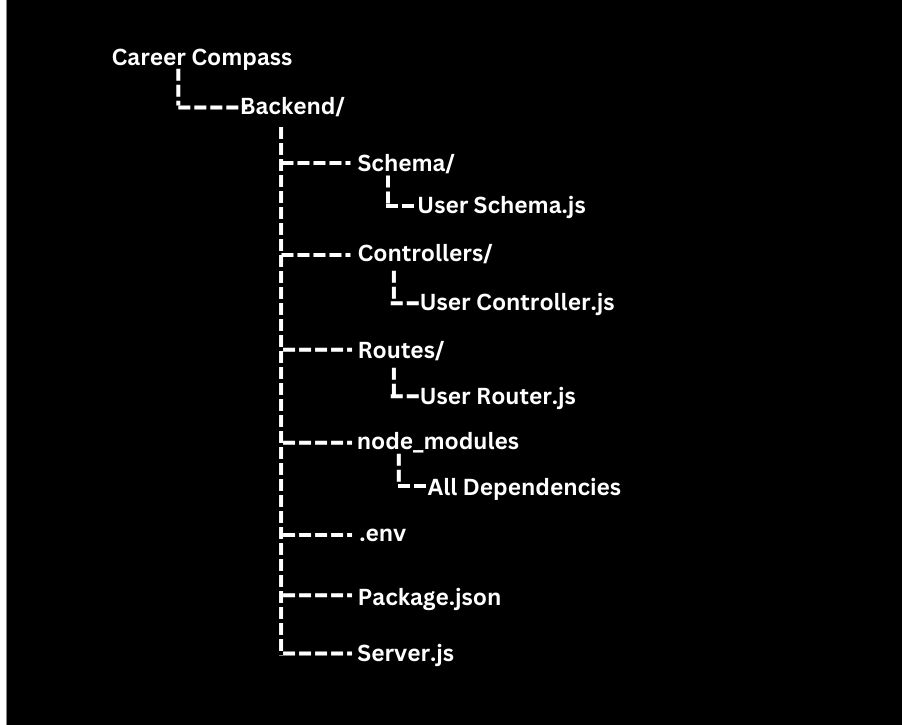 Career Compass
Backend/
Schema/
User Schema.js
Controllers/
User Controller.js
Routes/
User Router.js
node_modules
All Dependencies
.env
Package.json
Server.js